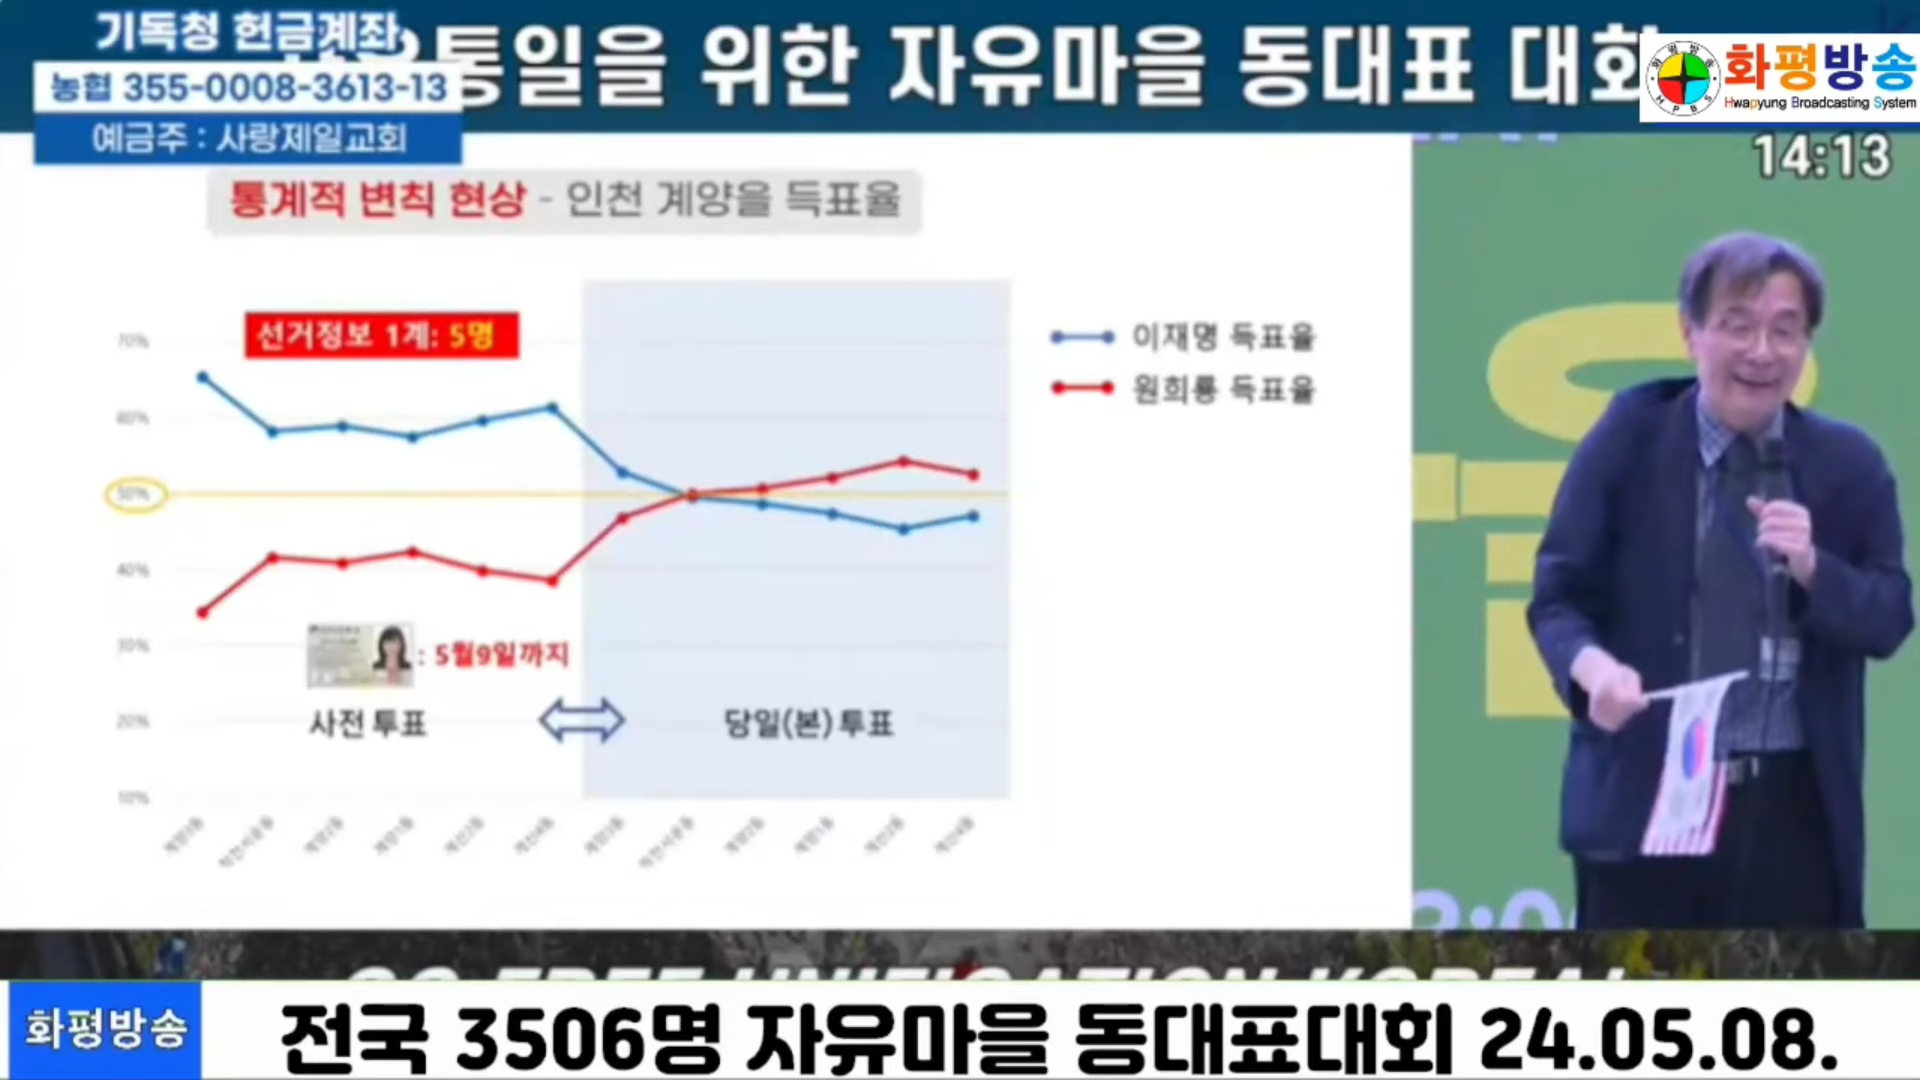 기독청 헌금계좌
통일을 위한 자유마을 동대표 대회
농협 355-0008-3613-13
예금주 : 사랑제일교회
화평방송
Hwapyung Broadcasting System
14:13
통계적 변칙 현상 - 인천 계양을 득표율
선거정보 1계: 5명
이재명 득표율
원희룡 득표율
70%
60%
50%
40%
30%
20%
10%
: 5월9일까지
사전 투표
당일(본) 투표
화평방송
전국 3506명 자유마을 동대표대회 24.05.08.